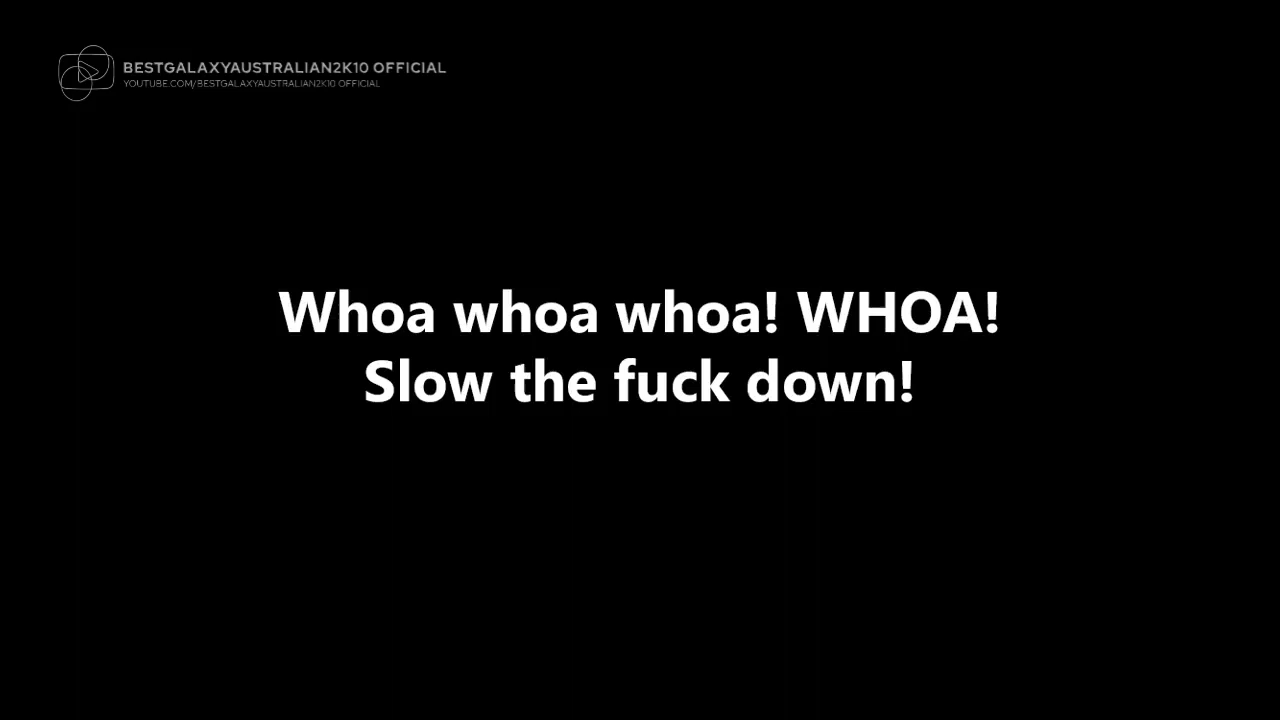 BESTGALAXYAUSTRALIAN2K10 OFFICIAL
YOUTUBE.COM/BESTGALAXYAUSTRALIAN2K10 OFFICIAL
Whoa whoa whoa! WHOA!
Slow the fuck down!